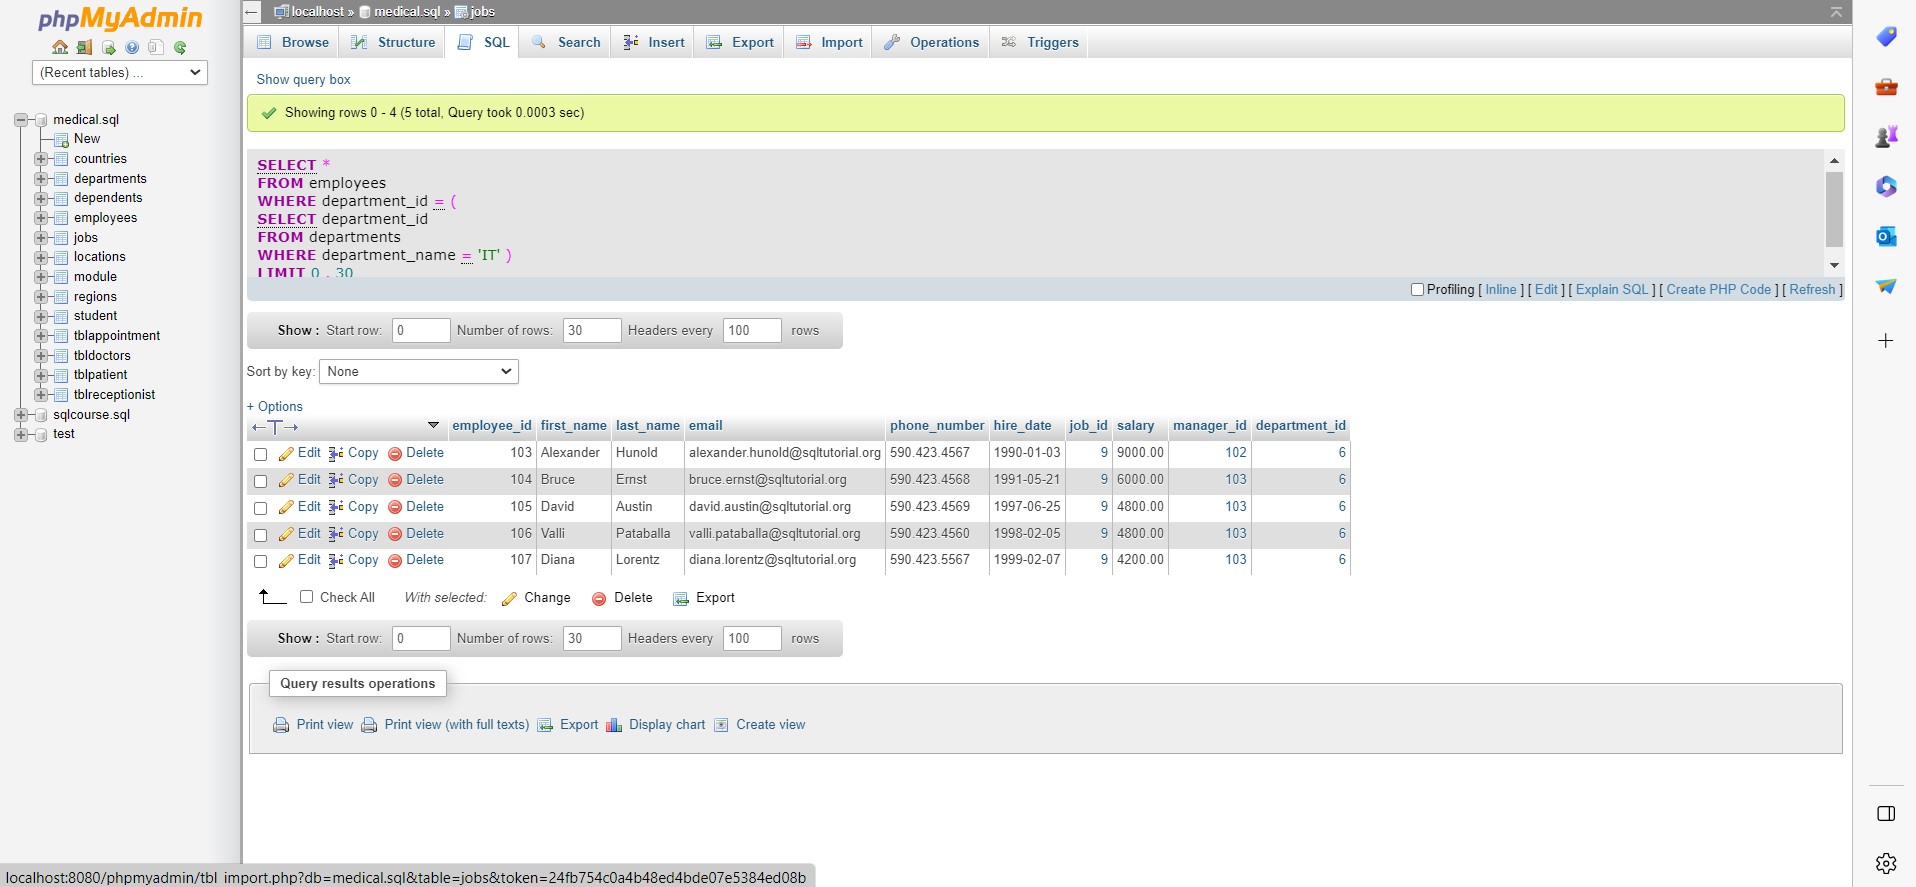 phpMyAdmin
(Recent tables) ...
medical.sql
New
countries
departments
dependents
employees
jobs
locations
module
regions
student
tblappointment
tbldoctors
tblpatient
tblreceptionist
sqlcourse.sql
test
localhost » medical.sql » jobs
Browse Structure SQL Search Insert Export Import Operations Triggers
Show query box
Showing rows 0 - 4 (5 total, Query took 0.0003 sec)
SELECT *
FROM employees
WHERE department_id = (
SELECT department_id
FROM departments
WHERE department_name = 'IT' )
LIMIT 0 , 30
Profiling [ Inline ] [ Edit ] [ Explain SQL ] [ Create PHP Code ] [ Refresh ]
Show : Start row: 0 Number of rows: 30 Headers every 100 rows
Sort by key: None
+ Options
←T→ employee_id first_name last_name email phone_number hire_date job_id salary manager_id department_id
Edit Copy Delete 103 Alexander Hunold alexander.hunold@sqltutorial.org 590.423.4567 1990-01-03 9 9000.00 102 6
Edit Copy Delete 104 Bruce Ernst bruce.ernst@sqltutorial.org 590.423.4568 1991-05-21 9 6000.00 103 6
Edit Copy Delete 105 David Austin david.austin@sqltutorial.org 590.423.4569 1997-06-25 9 4800.00 103 6
Edit Copy Delete 106 Valli Pataballa valli.pataballa@sqltutorial.org 590.423.4560 1998-02-05 9 4800.00 103 6
Edit Copy Delete 107 Diana Lorentz diana.lorentz@sqltutorial.org 590.423.5567 1999-02-07 9 4200.00 103 6
Check All With selected: Change Delete Export
Show : Start row: 0 Number of rows: 30 Headers every 100 rows
Query results operations
Print view Print view (with full texts) Export Display chart Create view
localhost:8080/phpmyadmin/tbl_import.php?db=medical.sql&table=jobs&token=24fb754c0a4b48ed4bde07e5384ed08b